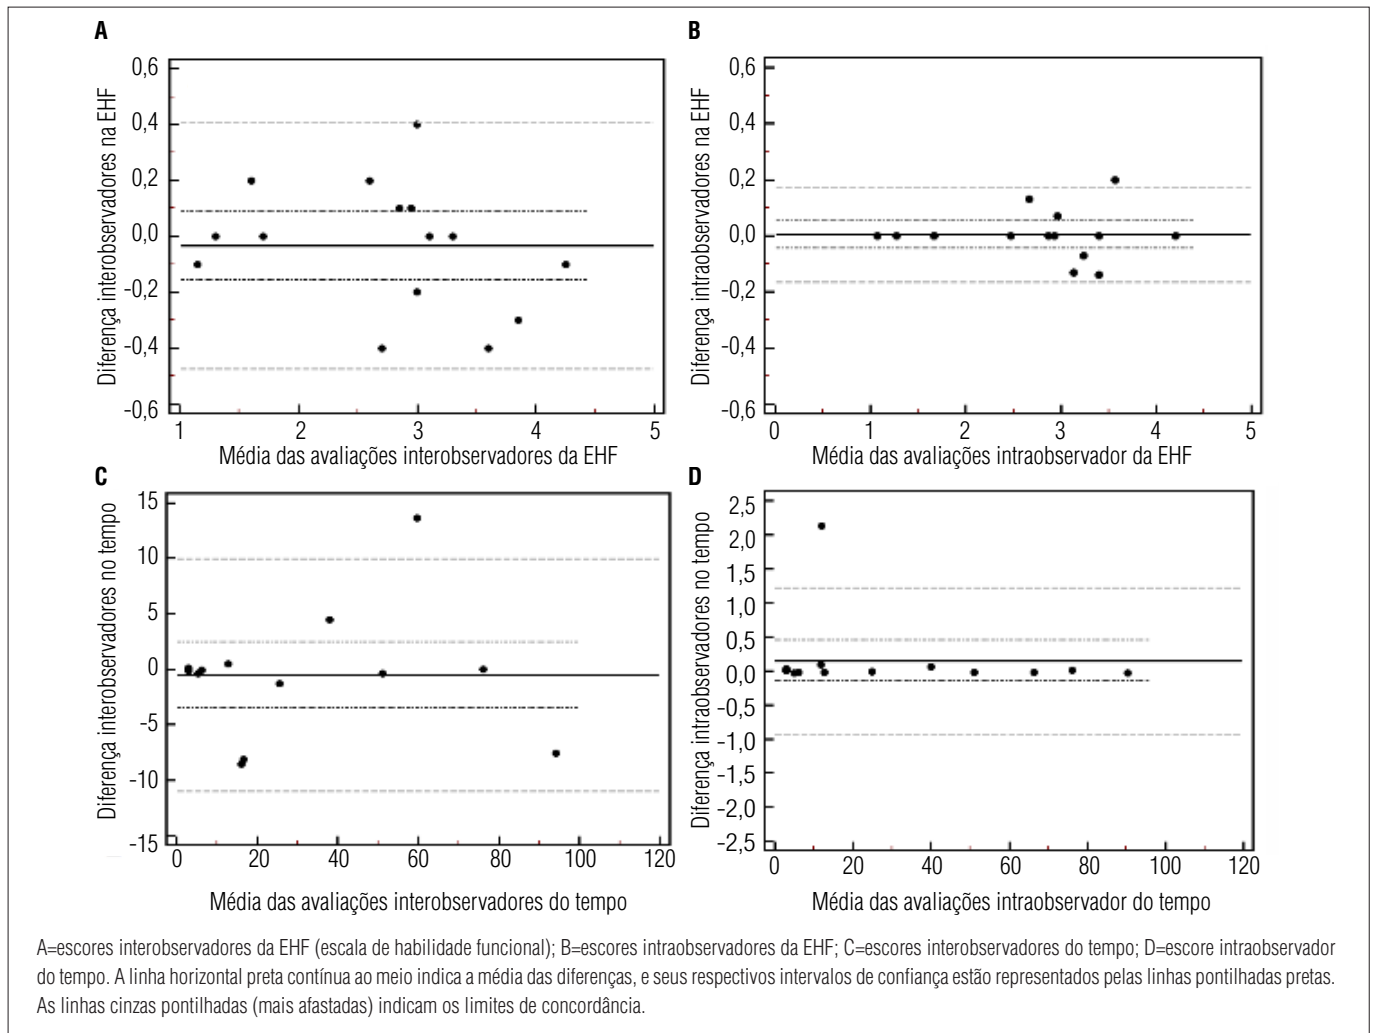 A
Diferença interobservadores na EHF
0,6
0,4
0,2
0,0
-0,2
-0,4
-0,6
1 2 3 4 5
Média das avaliações interobservadores da EHF
B
Diferença intraobservadores na EHF
0,6
0,4
0,2
0,0
-0,2
-0,4
-0,6
0 1 2 3 4 5
Média das avaliações intraobservador da EHF
C
Diferença interobservadores no tempo
15
10
5
0
-5
-10
-15
0 20 40 60 80 100 120
Média das avaliações interobservadores do tempo
D
Diferença intraobservadores no tempo
2,5
2,0
1,5
1,0
0,5
0,0
-0,5
-1,0
-1,5
-2,0
-2,5
0 20 40 60 80 100 120
Média das avaliações intraobservador do tempo
A=escores interobservadores da EHF (escala de habilidade funcional); B=escores intraobservadores da EHF; C=escores interobservadores do tempo; D=escore intraobservador
do tempo. A linha horizontal preta contínua ao meio indica a média das diferenças, e seus respectivos intervalos de confiança estão representados pelas linhas pontilhadas pretas.
As linhas cinzas pontilhadas (mais afastadas) indicam os limites de concordância.